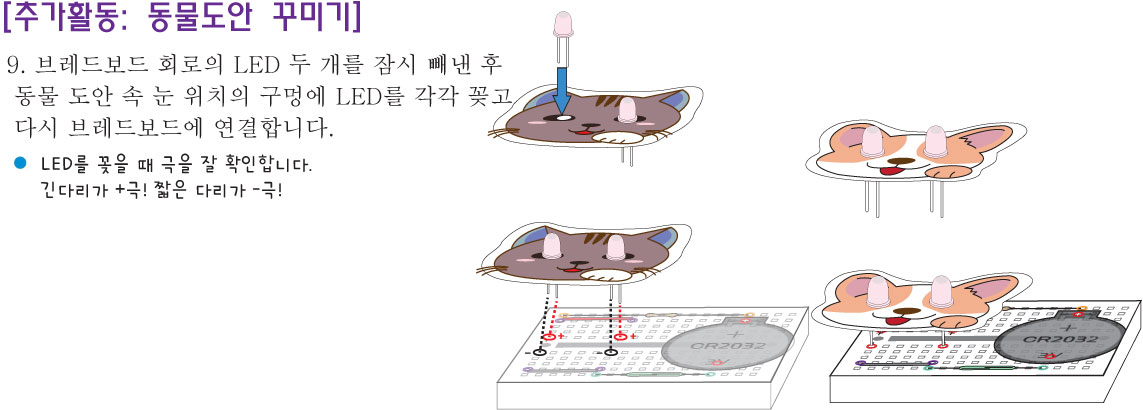 [추가활동: 동물도안 꾸미기]
9. 브레드보드 회로의 LED 두 개를 잠시 빼낸 후
동물 도안 속 눈 위치의 구멍에 LED를 각각 꽂고
다시 브레드보드에 연결합니다.
● LED를 꽂을 때 극을 잘 확인합니다.
긴다리가 +극! 짧은 다리가 -극!
+
CR2032
+
CR2032
- + - +